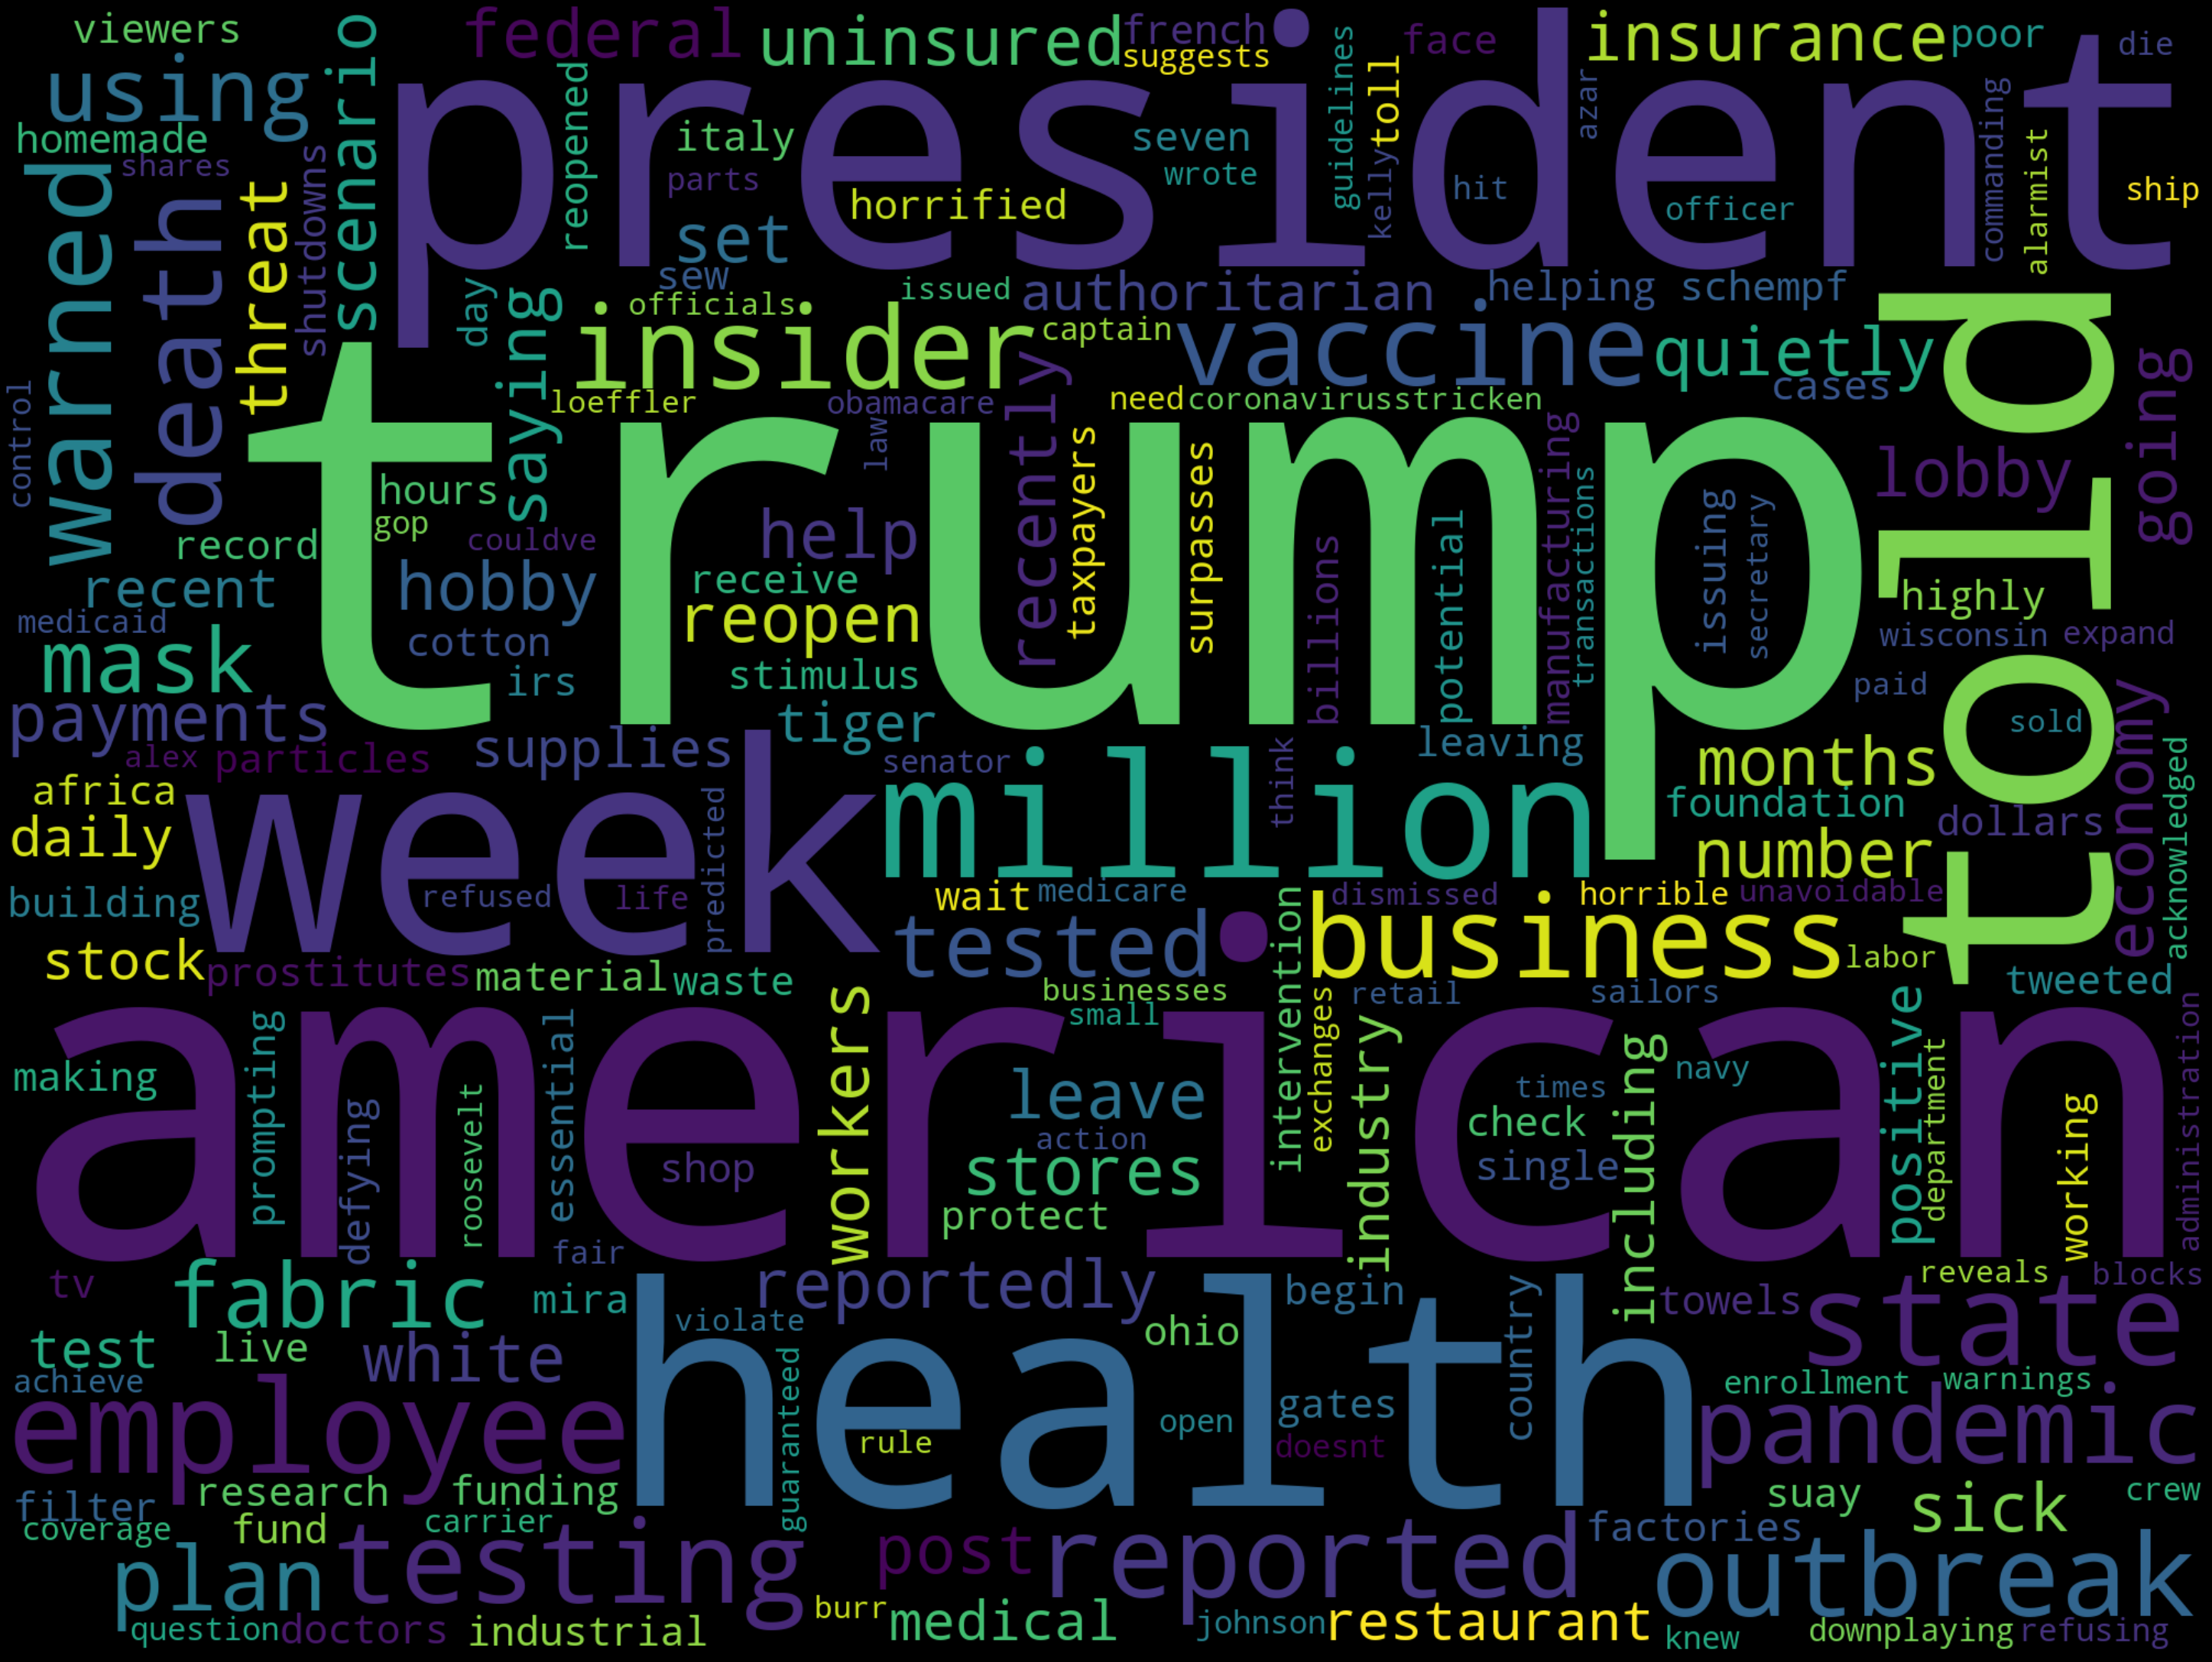 viewers
federal
uninsured
french
suggests
guidelines
face
insurance
poor
die
using
scenario
reopened
president
italy
parts
set
horrified
seven
wrote
kelly
toll
hit
azar
officer
commanding
alarmist
ship
homemade
shares
warned
death
threat
shutdowns
day
saying
sew
officials
issued
authoritarian
helping
schempf
insider
captain
vaccine
quietly
cases
told
going
control
loeffler
obamacare
recently
need
coronavirusstricken
lobby
trump
hours
gop
law
taxpayers
surpasses
manufacturing
transactions
record
couldve
help
billions
potential
issuing
secretary
recent
hobby
receive
reopen
highly
medicaid
cotton
wisconsin
expand
mask
irs
stimulus
paid
payments
tiger
supplies
leaving
sold
economy
acknowledged
alex
particles
senator
think
months
africa
week
million
foundation
dollars
daily
predicted
number
building
refused
life
wait
medicare
dismissed
horrible
unavoidable
tested
intervention
business
labor
stock
prostitutes
material
waste
businesses
retail
sailors
tweeted
american
small
exchanges
positive
administration
making
prompting
defying
roosevelt
essential
workers
leave
industry
times
including
navy
department
working
shop
action
stores
check
single
protect
fair
tv
fabric
mira
reportedly
begin
country
towels
reveals
blocks
state
test
live
white
health
violate
ohio
achieve
guaranteed
gates
enrollment
warnings
employee
rule
open
doesnt
pandemic
filter
research
funding
suay
sick
crew
coverage
fund
carrier
plan
testing
post
reported
factories
outbreak
question
doctors
industrial
burr
medical
johnson
restaurant
knew
downplaying
refusing